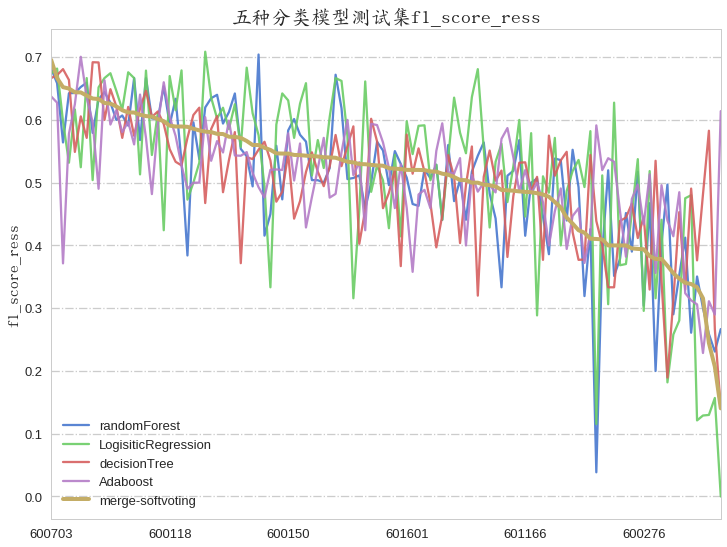 五种分类模型测试集f1_score_ress
0.7
0.6
0.5
0.4
0.3
0.2
0.1
0.0
f1_score_ress
randomForest
LogisiticRegression
decisionTree
Adaboost
merge-softvoting
600703 600118 600150 601601 601166 600276